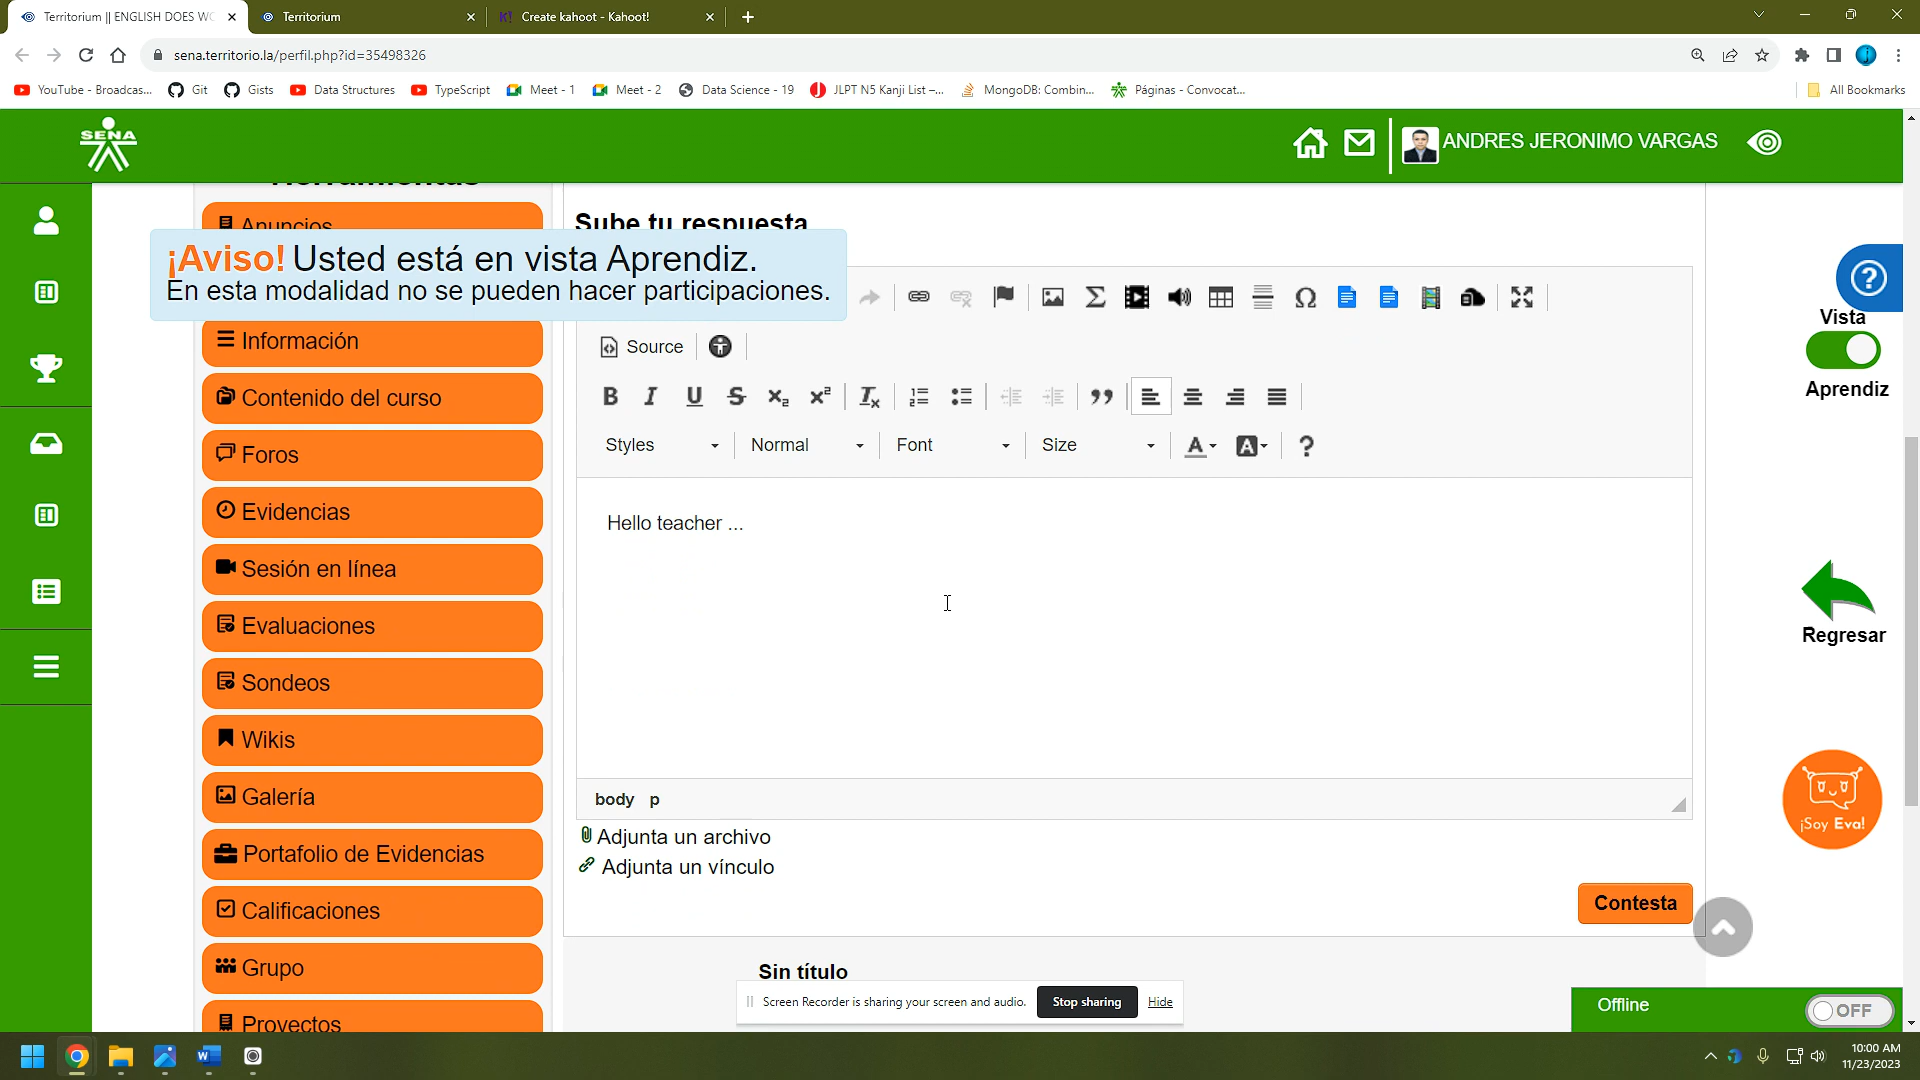 Territorium || ENGLISH DOES WO
Territorium
Create kahoot - Kahoot!
sena.territorio.la/perfil.php?id=35498326
YouTube - Broadcas...
Git
Gists
Data Structures
TypeScript
Meet - 1
Meet - 2
Data Science - 19
JLPT N5 Kanji List –...
MongoDB: Combin...
Páginas - Convocat...
All Bookmarks
SENA
ANDRES JERONIMO VARGAS
Herramientas
Anuncios
¡Aviso! Usted está en vista Aprendiz.
En esta modalidad no se pueden hacer participaciones.
Información
Contenido del curso
Foros
Evidencias
Sesión en línea
Evaluaciones
Sondeos
Wikis
Galería
Portafolio de Evidencias
Calificaciones
Grupo
Proyectos
Sube tu respuesta
Source
Styles
Normal
Font
Size
Hello teacher ...
body p
Adjunta un archivo
Adjunta un vínculo
Contesta
Sin título
Screen Recorder is sharing your screen and audio.
Stop sharing
Hide
Vista
Aprendiz
Regresar
¡Soy Eva!
Offline
OFF
10:00 AM
11/23/2023